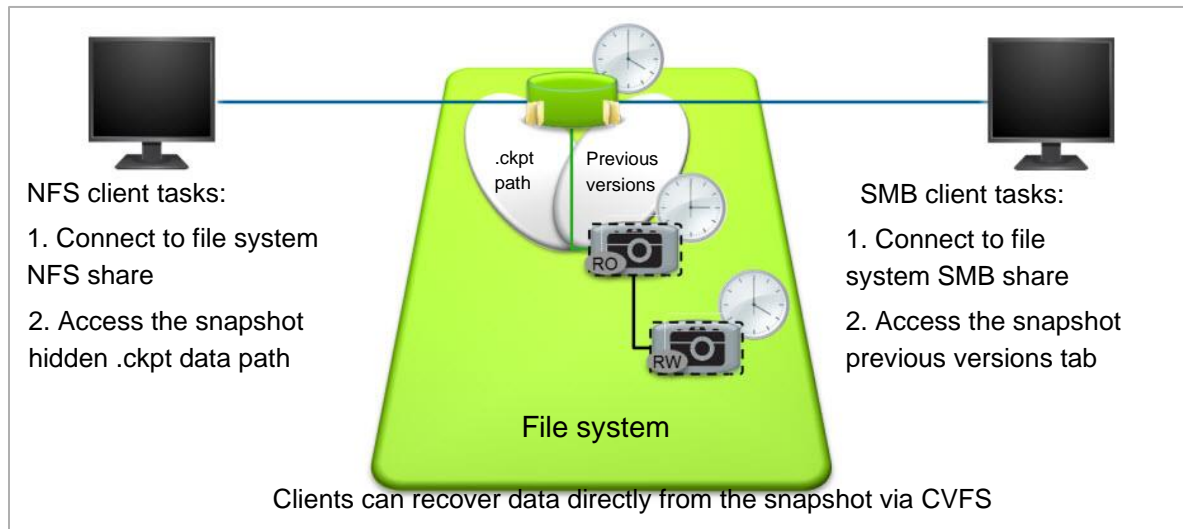 .ckpt
path
Previous
versions
RO
RW
File system
NFS client tasks:
1. Connect to file system
NFS share
2. Access the snapshot
hidden .ckpt data path
SMB client tasks:
1. Connect to file
system SMB share
2. Access the snapshot
previous versions tab
Clients can recover data directly from the snapshot via CVFS